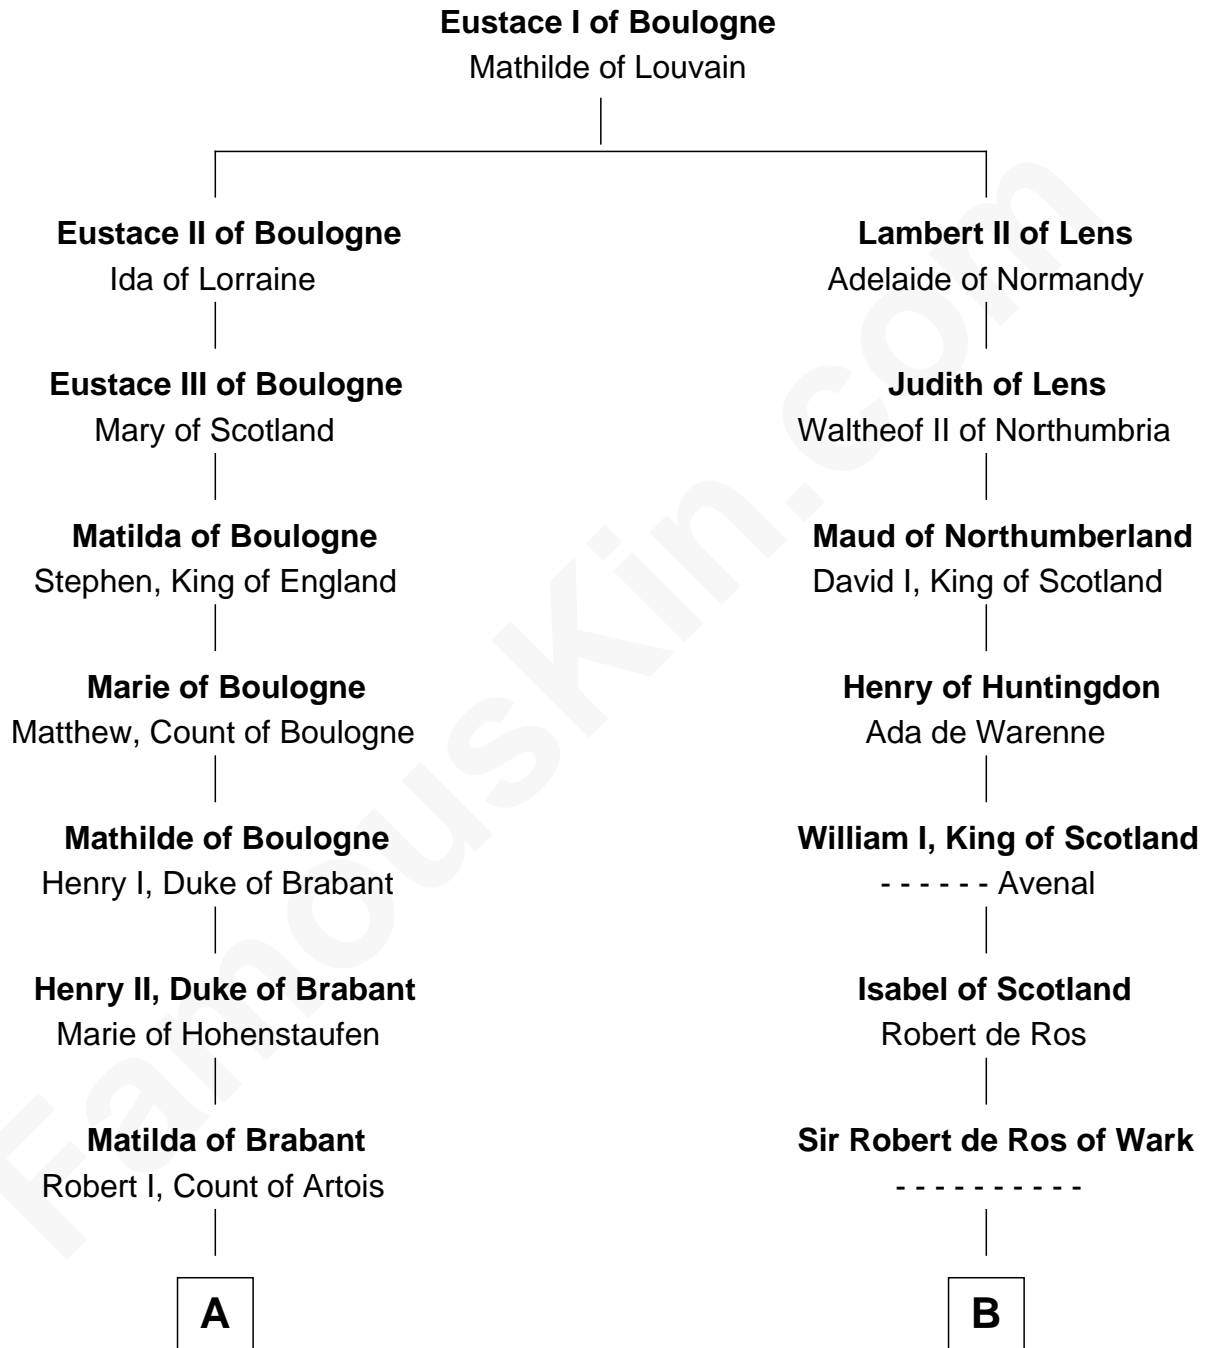 Eustace I of Boulogne
Mathilde of Louvain
Eustace II of Boulogne
Ida of Lorraine
Lambert II of Lens
Adelaide of Normandy
Eustace III of Boulogne
Mary of Scotland
Judith of Lens
Waltheof II of Northumbria
Matilda of Boulogne
Stephen, King of England
Maud of Northumberland
David I, King of Scotland
Marie of Boulogne
Matthew, Count of Boulogne
Henry of Huntingdon
Ada de Warenne
Mathilde of Boulogne
Henry I, Duke of Brabant
William I, King of Scotland
- - - - - - Avenal
Henry II, Duke of Brabant
Marie of Hohenstaufen
Isabel of Scotland
Robert de Ros
Matilda of Brabant
Robert I, Count of Artois
Sir Robert de Ros of Wark
- - - - - - - - - -
A
B
FamousKin.com